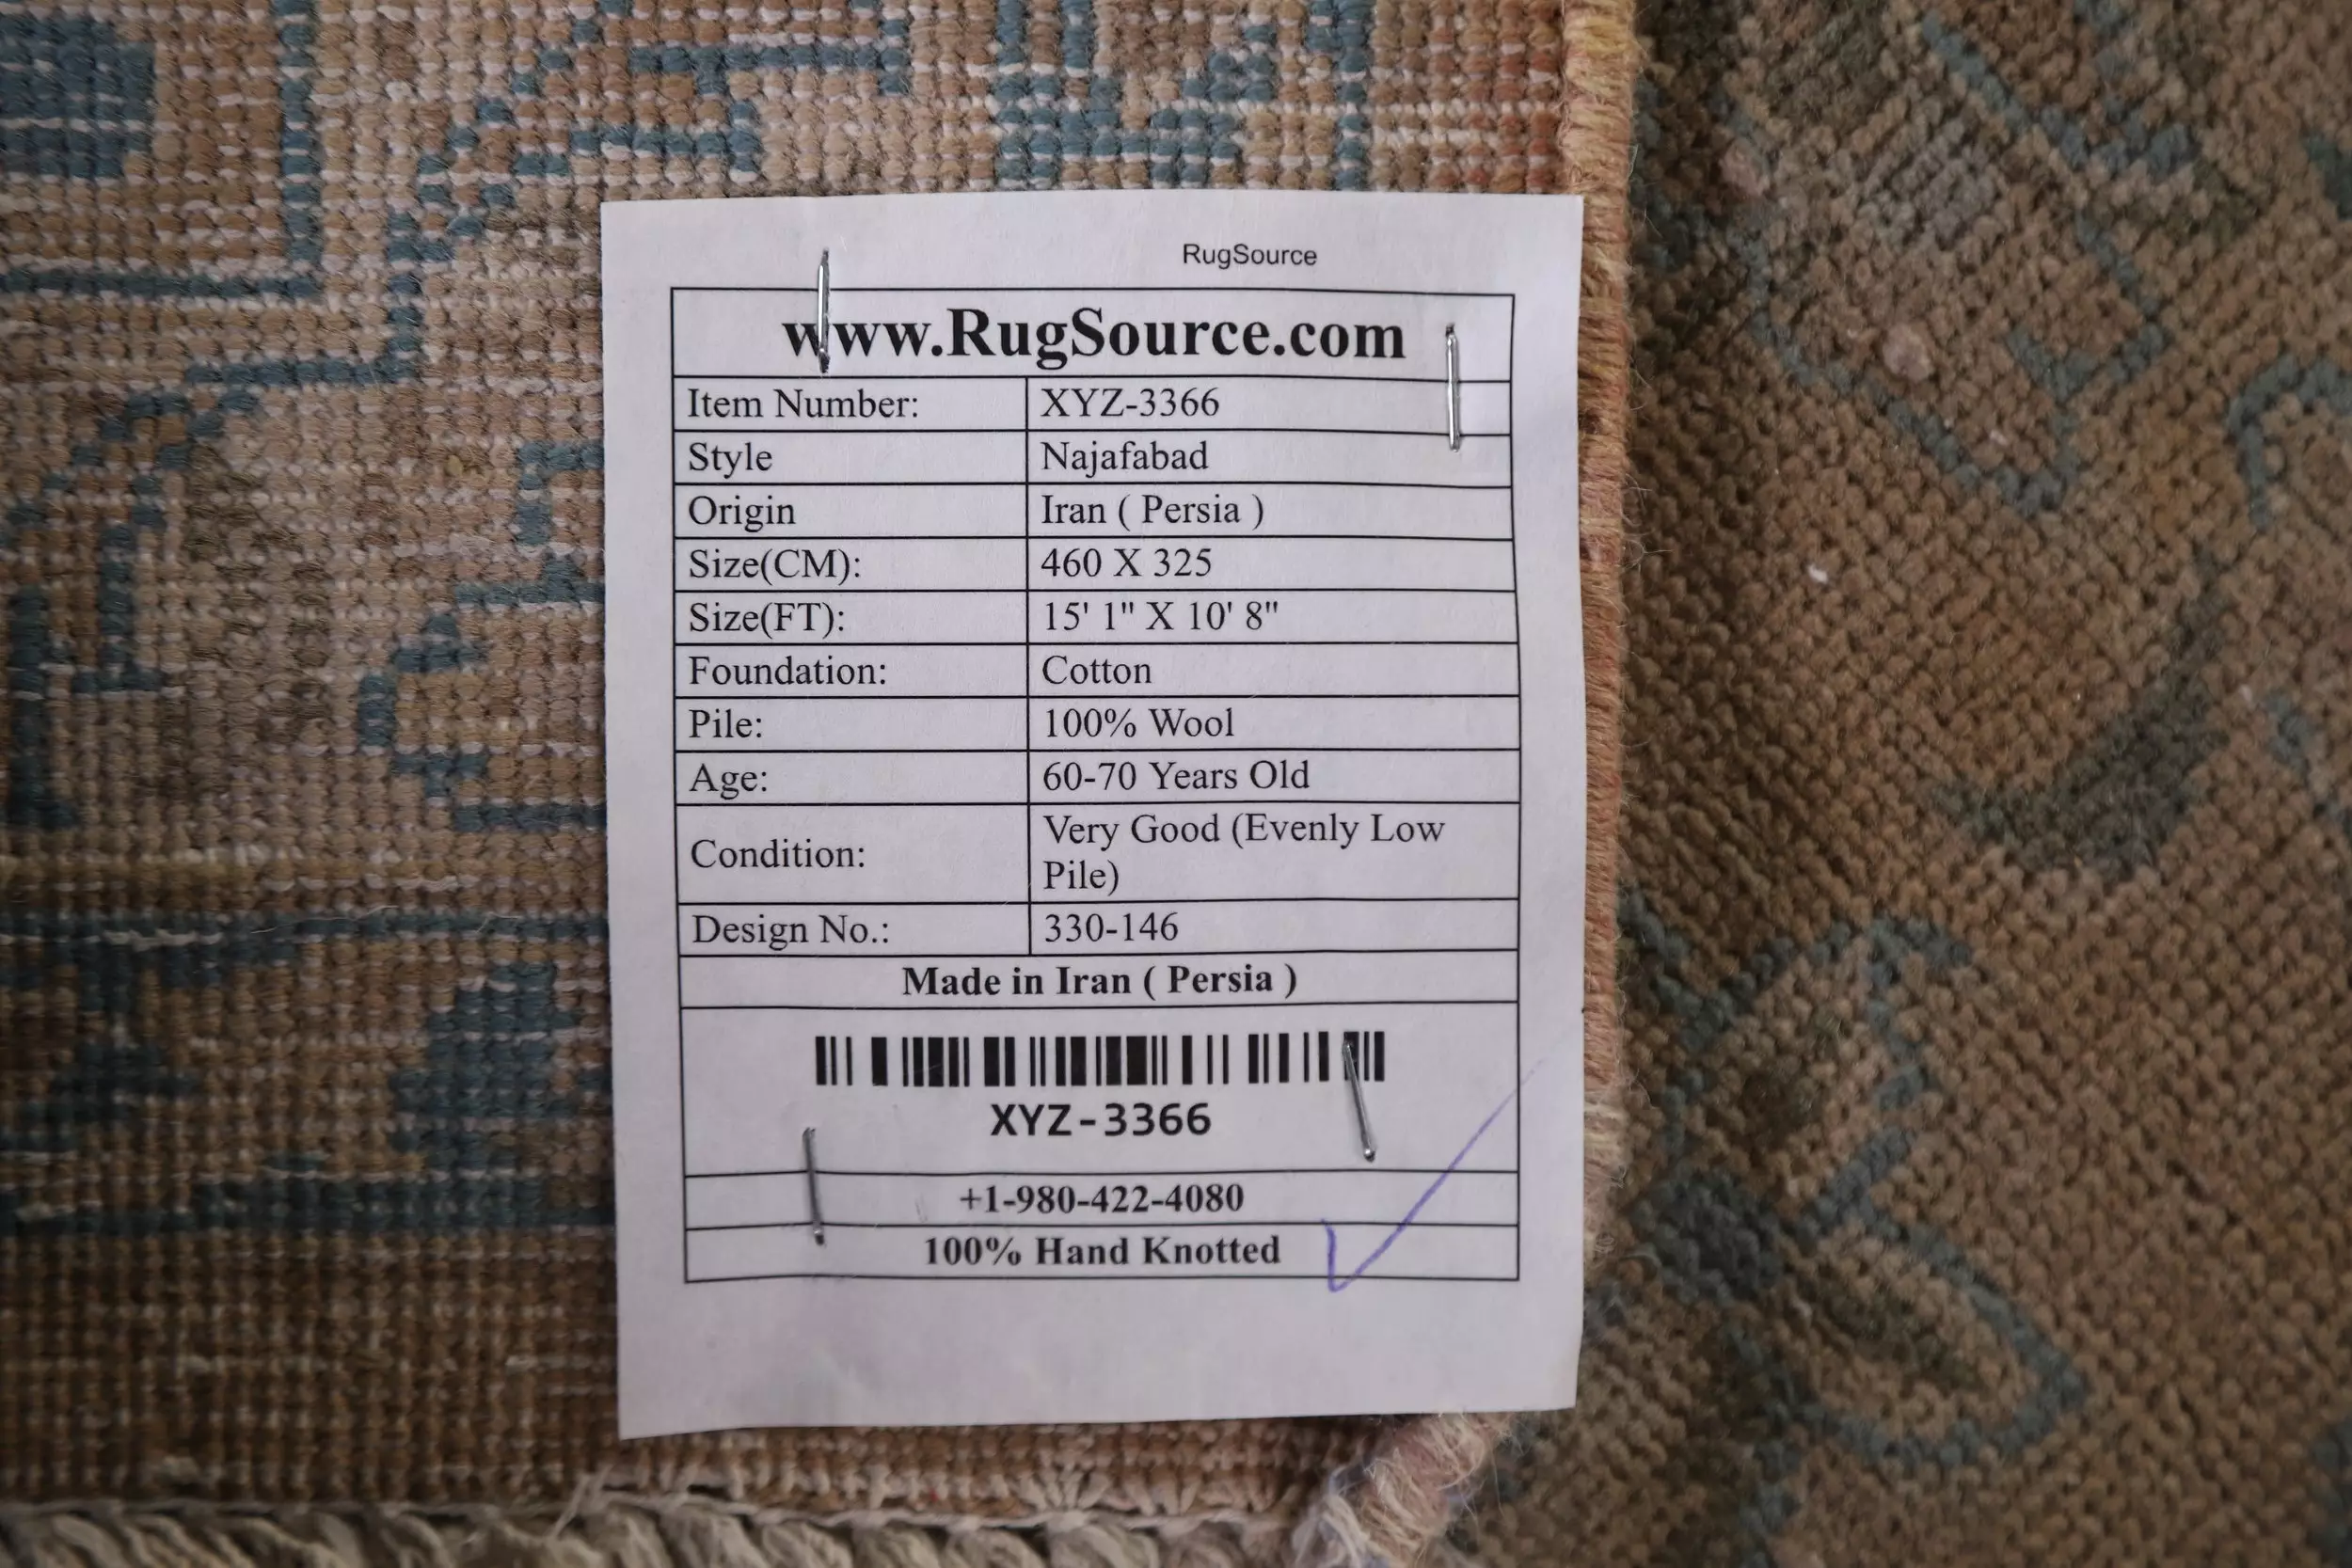 RugSource
www.RugSource.com
Item Number: XYZ-3366
Style Najafabad
Origin Iran ( Persia )
Size(CM): 460 X 325
Size(FT): 15' 1" X 10' 8"
Foundation: Cotton
Pile: 100% Wool
Age: 60-70 Years Old
Condition: Very Good (Evenly Low
Pile)
Design No.: 330-146
Made in Iran ( Persia )
XYZ-3366
+1-980-422-4080
100% Hand Knotted